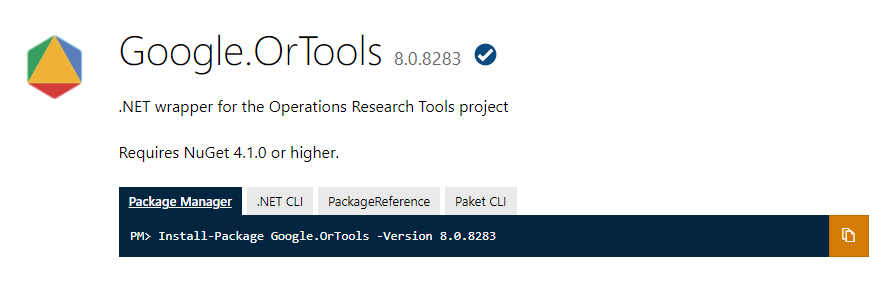 Google.OrTools 8.0.8283
.NET wrapper for the Operations Research Tools project
Requires NuGet 4.1.0 or higher.
Package Manager .NET CLI PackageReference Paket CLI
PM> Install-Package Google.OrTools -Version 8.0.8283